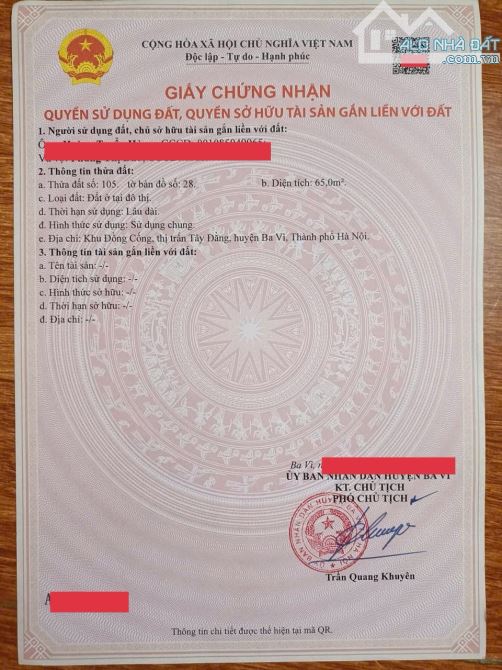 CỘNG HÒA XÃ HỘI CHỦ NGHĨA VIỆT NAM
Độc lập - Tự do - Hạnh phúc
ALO NHÀ ĐẤT
.com.vn
GIẤY CHỨNG NHẬN
QUYỀN SỬ DỤNG ĐẤT, QUYỀN SỞ HỮU TÀI SẢN GẮN LIỀN VỚI ĐẤT
1. Người sử dụng đất, chủ sở hữu tài sản gắn liền với đất:
2. Thông tin thửa đất:
a. Thửa đất số: 105, tờ bản đồ số: 28. b. Diện tích: 65,0m².
c. Loại đất: Đất ở tại đô thị.
d. Thời hạn sử dụng: Lâu dài.
đ. Hình thức sử dụng: Sử dụng chung.
e. Địa chỉ: Khu Đồng Cống, thị trấn Tây Đằng, huyện Ba Vì, Thành phố Hà Nội.
3. Thông tin tài sản gắn liền với đất:
a. Tên tài sản: -/-
b. Diện tích sử dụng: -/-
c. Hình thức sở hữu: -/-
d. Thời hạn sở hữu: -/-
đ. Địa chỉ: -/-
Ba Vì,
ỦY BAN NHÂN DÂN HUYỆN BA VÌ
KT. CHỦ TỊCH
PHÓ CHỦ TỊCH
Trần Quang Khuyên
A
Thông tin chi tiết được thể hiện tại mã QR.